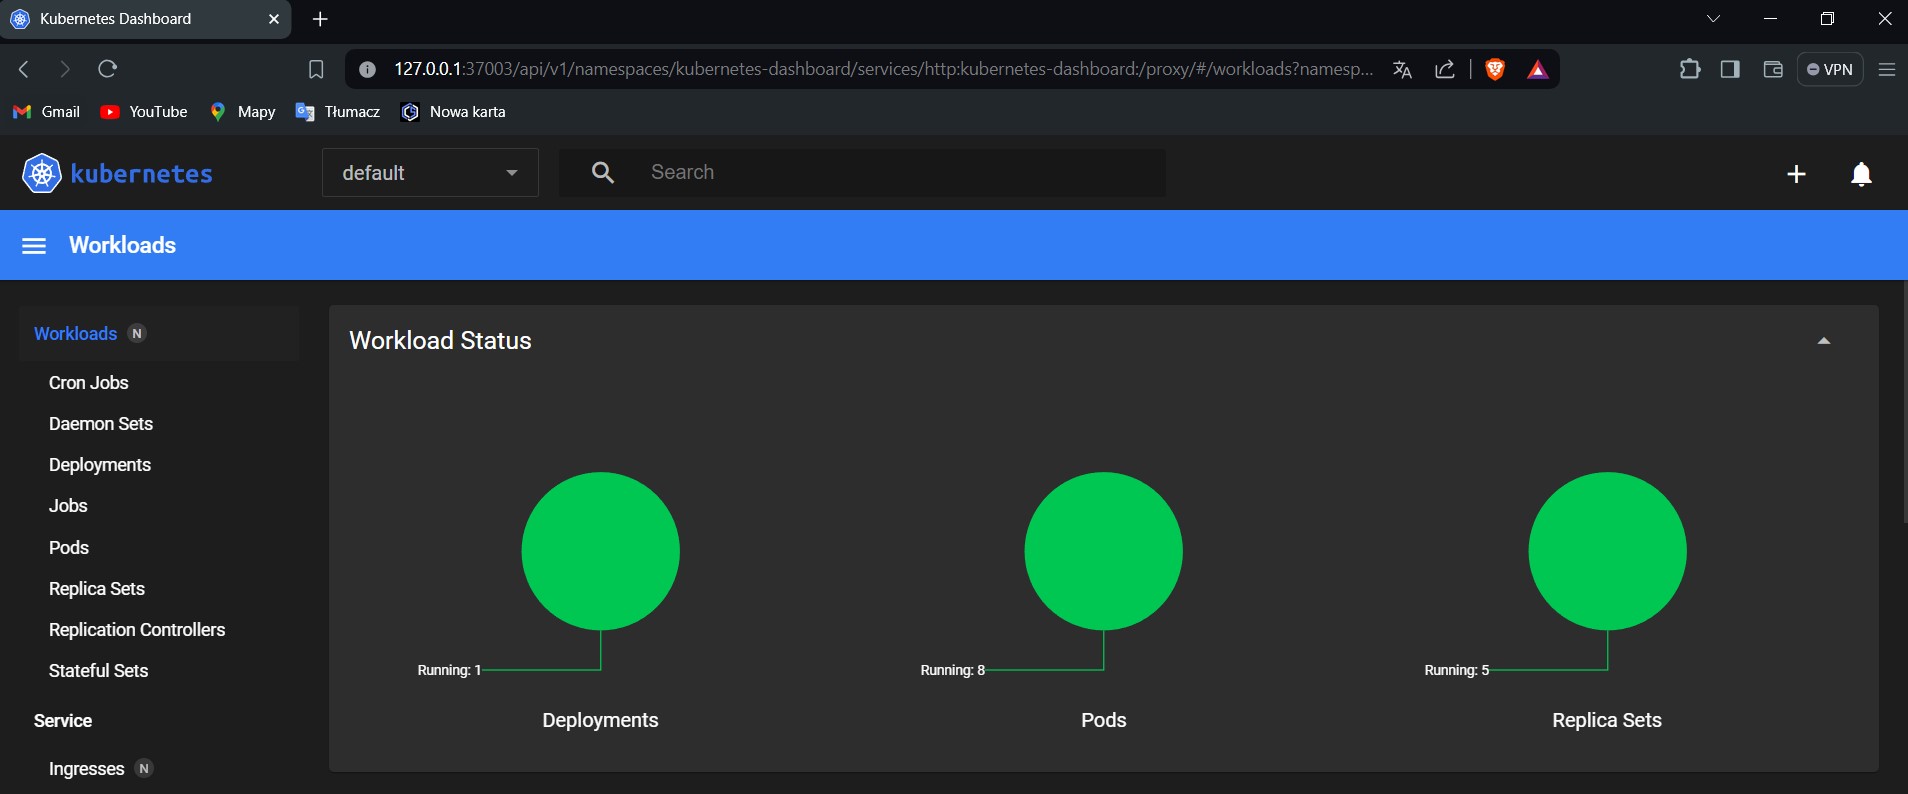 Kubernetes Dashboard
127.0.0.1:37003/api/v1/namespaces/kubernetes-dashboard/services/http:kubernetes-dashboard:/proxy/#/workloads?namesp...
VPN
Gmail YouTube Mapy Tłumacz Nowa karta
kubernetes
default
Search
Workloads
Workloads N
Cron Jobs
Daemon Sets
Deployments
Jobs
Pods
Replica Sets
Replication Controllers
Stateful Sets
Service
Ingresses N
Workload Status
Running: 1
Deployments
Running: 8
Pods
Running: 5
Replica Sets